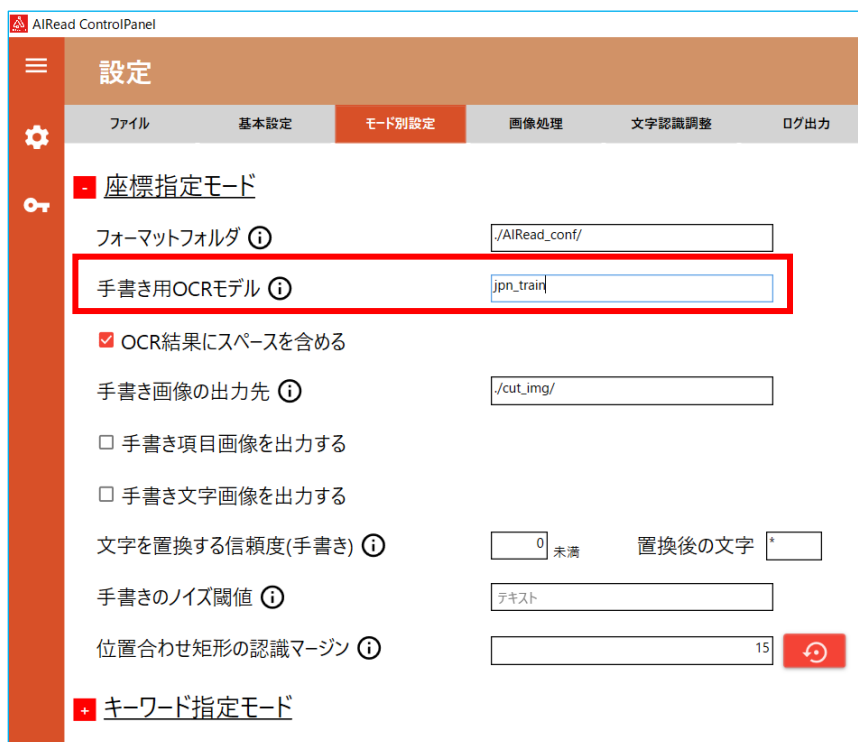 AIRead ControlPanel
設定
ファイル 基本設定 モード別設定 画像処理 文字認識調整 ログ出力
- 座標指定モード
フォーマットフォルダ ./AIRead_conf/
手書き用OCRモデル jpn_train
OCR結果にスペースを含める
手書き画像の出力先 ./cut_img/
手書き項目画像を出力する
手書き文字画像を出力する
文字を置換する信頼度(手書き) 0 未満 置換後の文字 *
手書きのノイズ閾値 テキスト
位置合わせ矩形の認識マージン 15
+ キーワード指定モード